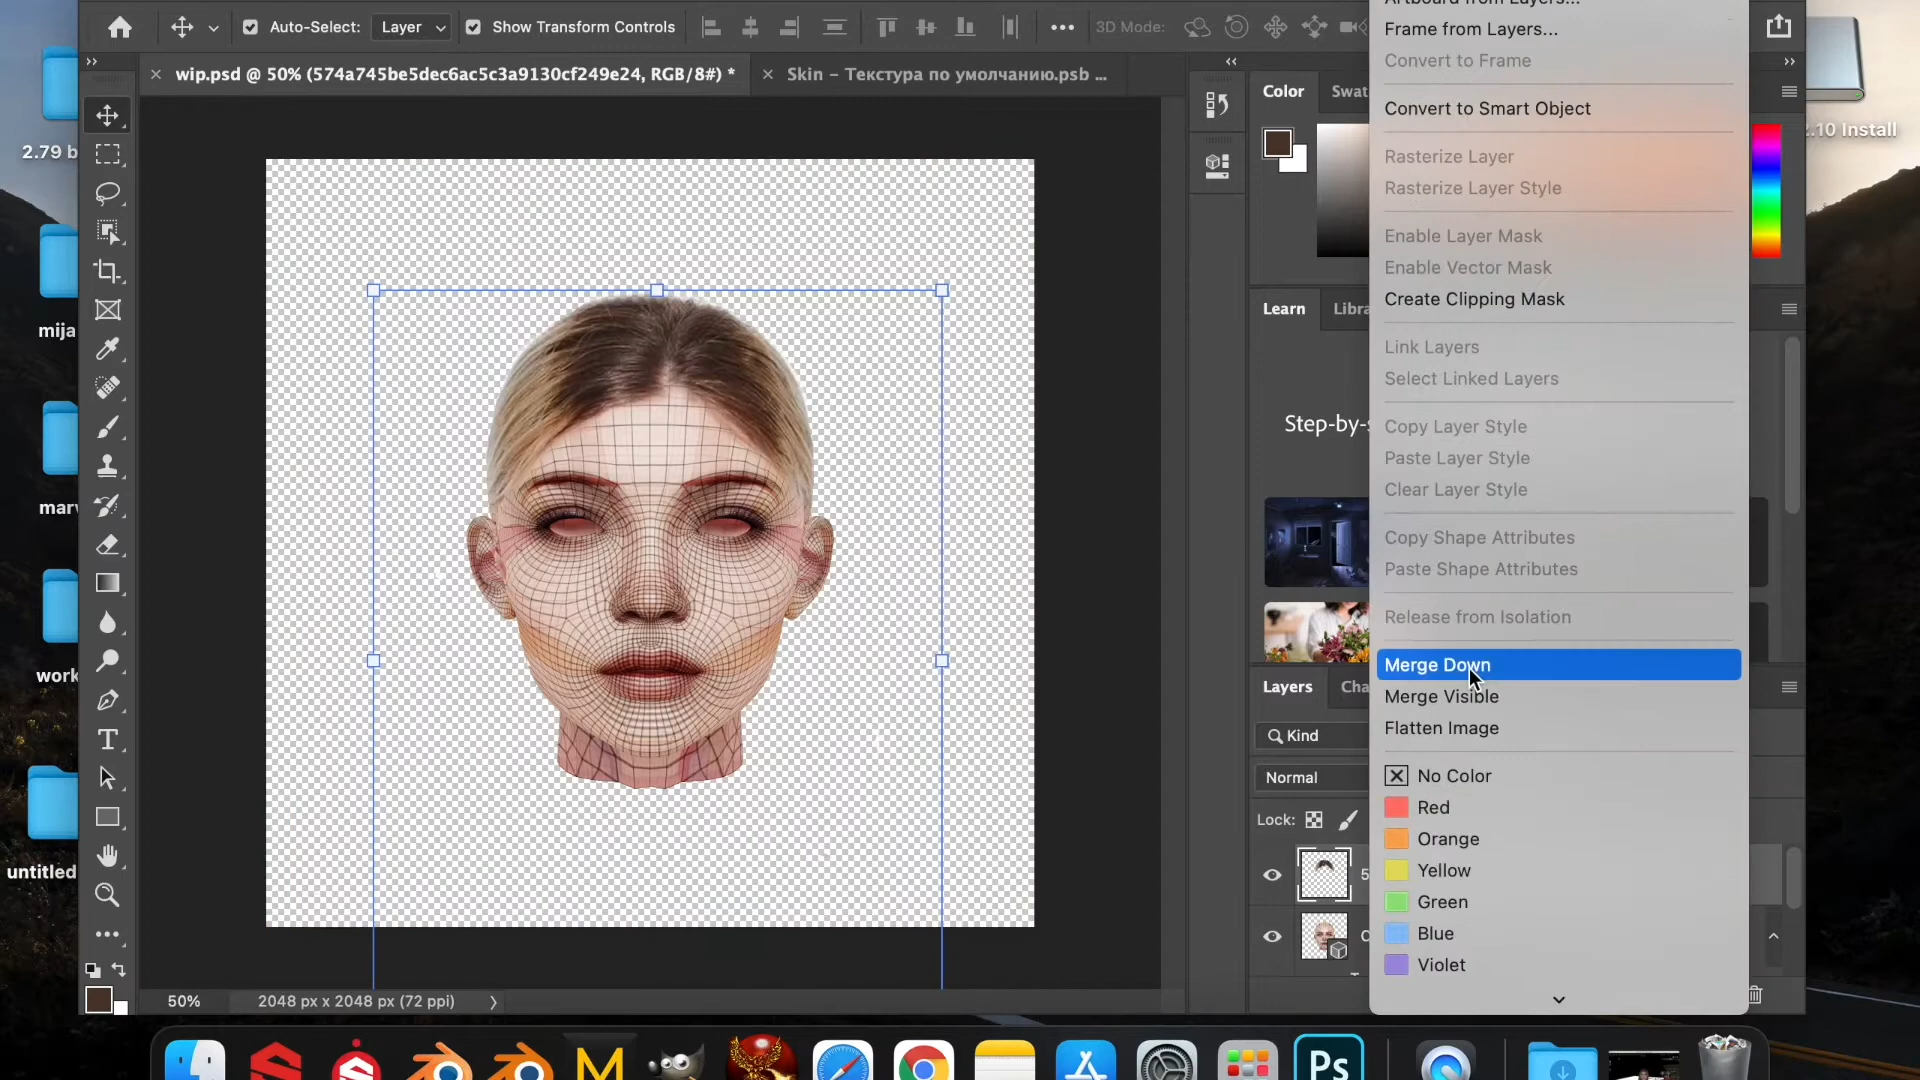 Auto-Select:
Layer
Show Transform Controls
3D Mode:
wip.psd @ 50% (574a745be5dec6ac5c3a9130cf249e24, RGB/8#) *
Skin – Текстура по умолчанию.psb ...
2.79 b
mija
marv
work
untitled
50%
2048 px x 2048 px (72 ppi)
Color
Swat
Learn
Libra
Step-by-s
Layers
Cha
Kind
Normal
Lock:
5
Frame from Layers...
Convert to Frame
Convert to Smart Object
Rasterize Layer
Rasterize Layer Style
Enable Layer Mask
Enable Vector Mask
Create Clipping Mask
Link Layers
Select Linked Layers
Copy Layer Style
Paste Layer Style
Clear Layer Style
Copy Shape Attributes
Paste Shape Attributes
Release from Isolation
Merge Down
Merge Visible
Flatten Image
No Color
Red
Orange
Yellow
Green
Blue
Violet
2.10 Install
Ps